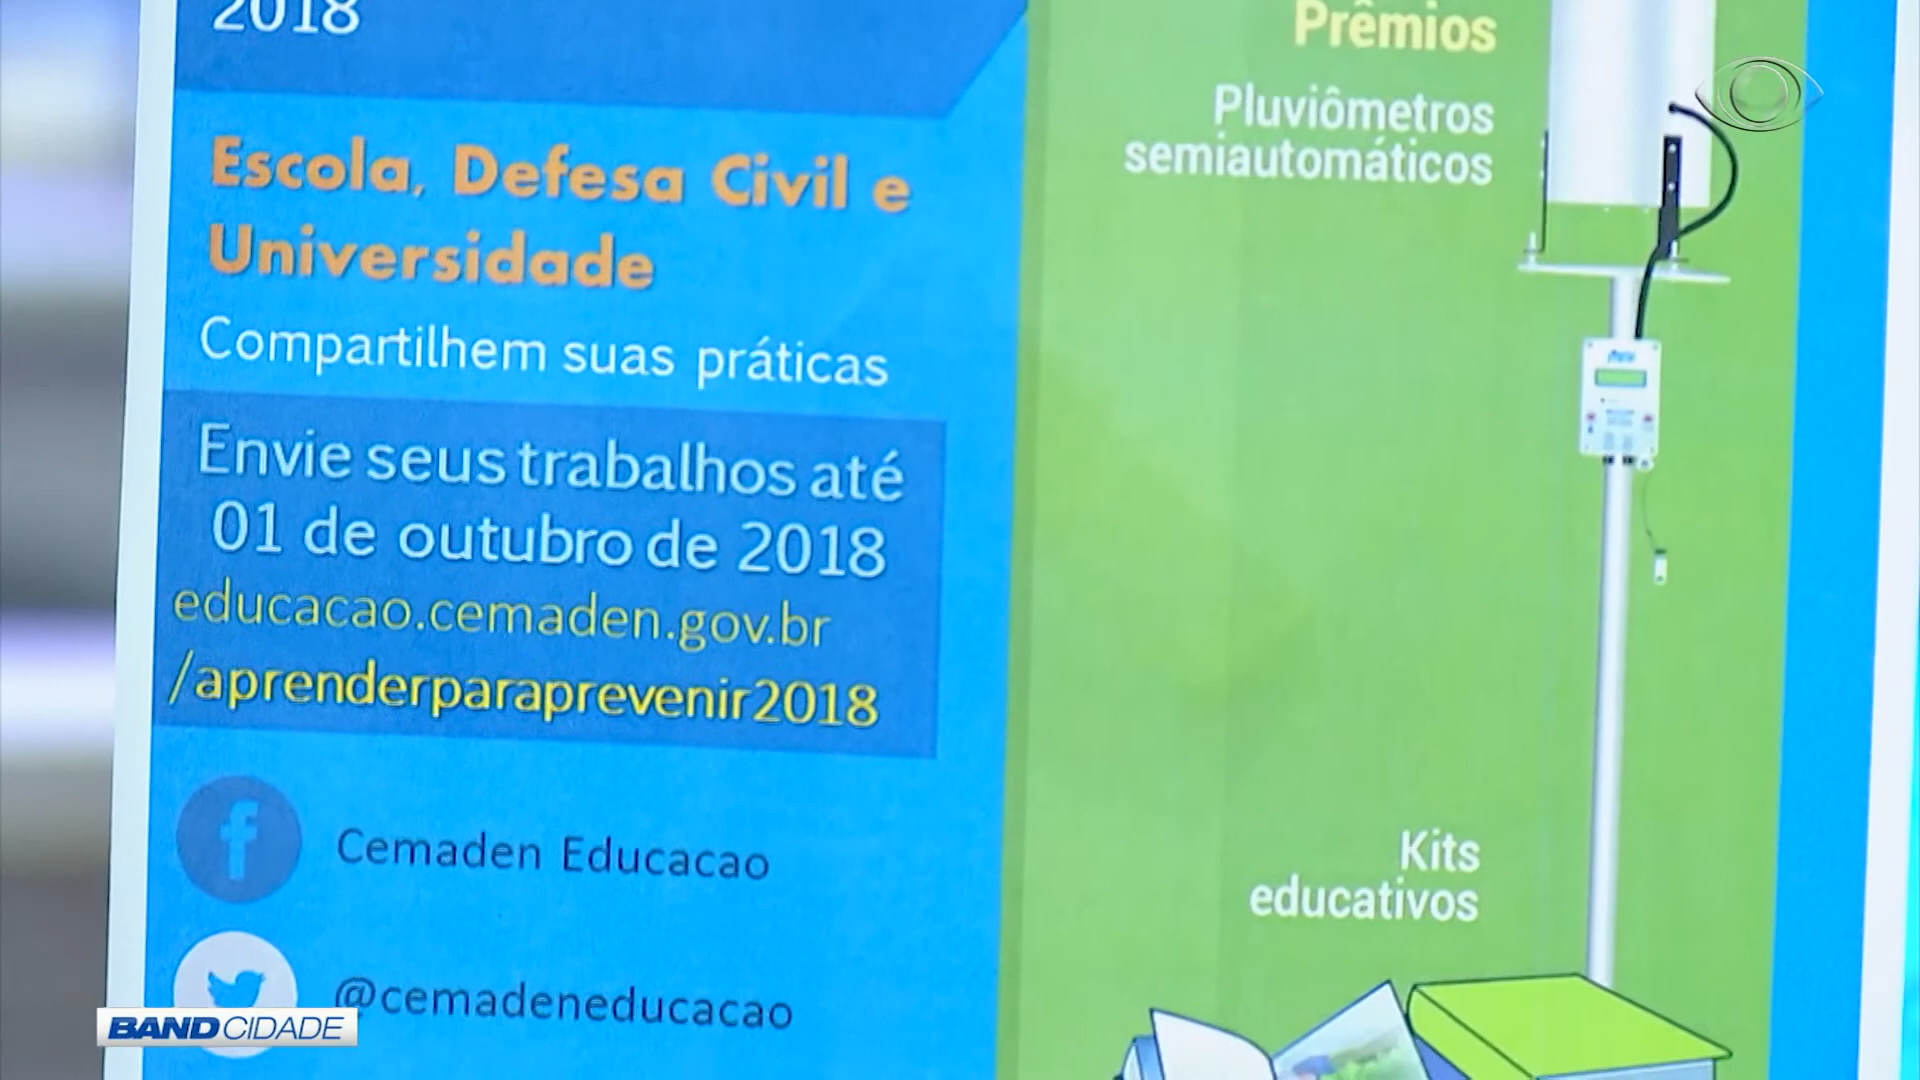 2018
Escola, Defesa Civil e
Universidade
Compartilhem suas práticas
Envie seus trabalhos até
01 de outubro de 2018
educacao.cemaden.gov.br
/aprenderparaprevenir2018
Cemaden Educacao
@cemadeneducacao
Prêmios
Pluviômetros
semiautomáticos
Kits
educativos
BAND CIDADE